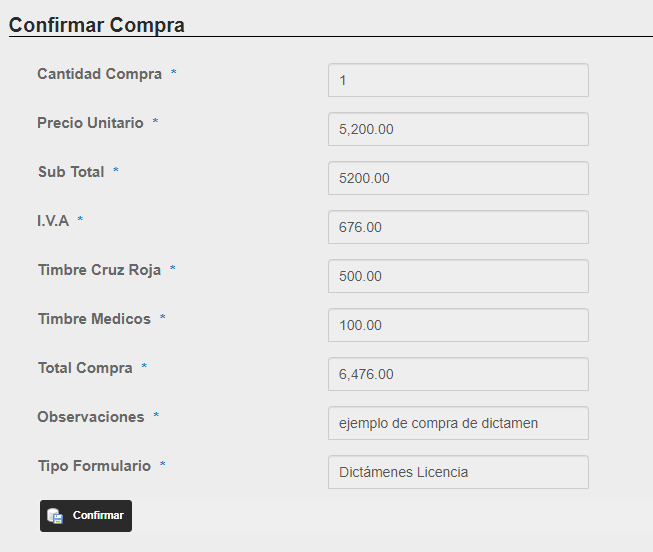 Confirmar Compra
Cantidad Compra * 1
Precio Unitario * 5,200.00
Sub Total * 5200.00
I.V.A * 676.00
Timbre Cruz Roja * 500.00
Timbre Medicos * 100.00
Total Compra * 6,476.00
Observaciones * ejemplo de compra de dictamen
Tipo Formulario * Dictámenes Licencia
Confirmar